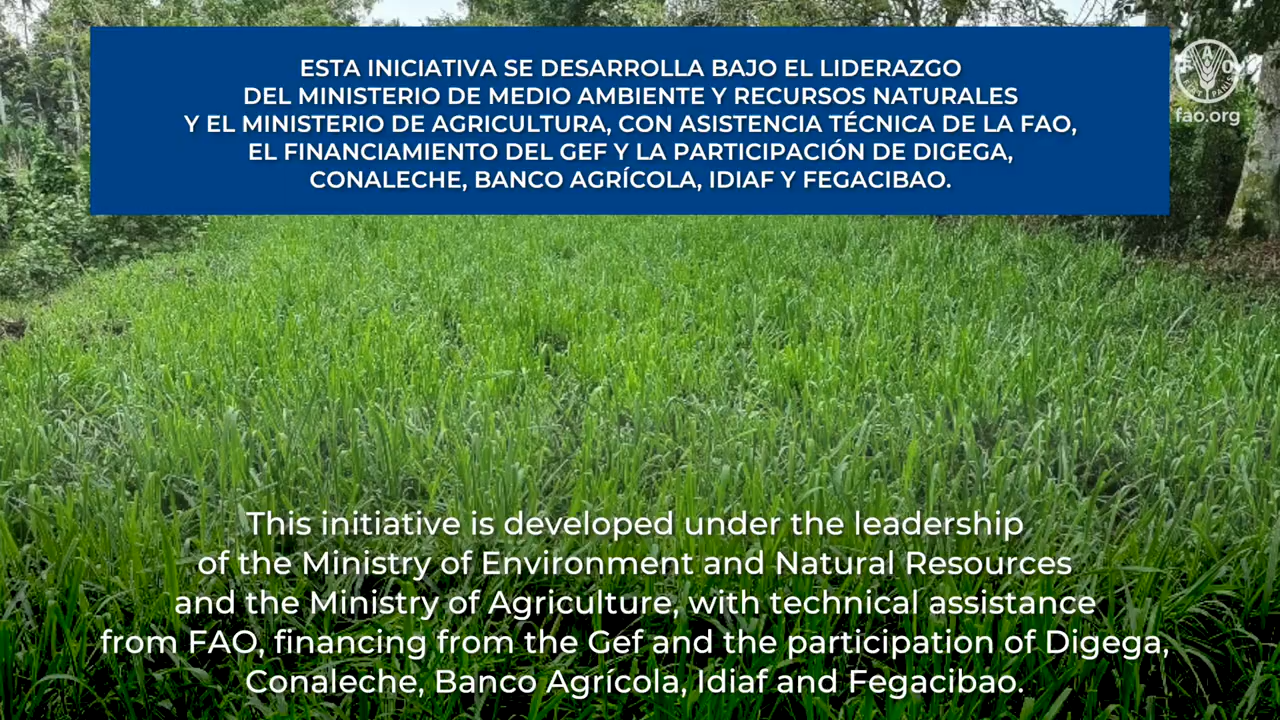 ESTA INICIATIVA SE DESARROLLA BAJO EL LIDERAZGO
DEL MINISTERIO DE MEDIO AMBIENTE Y RECURSOS NATURALES
Y EL MINISTERIO DE AGRICULTURA, CON ASISTENCIA TÉCNICA DE LA FAO,
EL FINANCIAMIENTO DEL GEF Y LA PARTICIPACIÓN DE DIGEGA,
CONALECHE, BANCO AGRÍCOLA, IDIAF Y FEGACIBAO.
fao.org
This initiative is developed under the leadership
of the Ministry of Environment and Natural Resources
and the Ministry of Agriculture, with technical assistance
from FAO, financing from the Gef and the participation of Digega,
Conaleche, Banco Agrícola, Idiaf and Fegacibao.